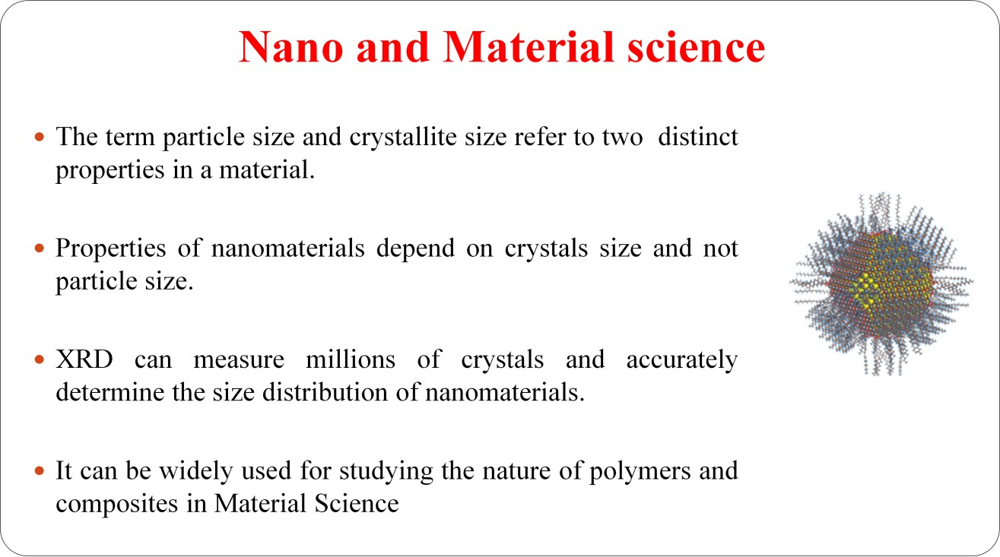 Nano and Material science
• The term particle size and crystallite size refer to two  distinct
properties in a material.
• Properties of nanomaterials depend on crystals size and not
particle size.
• XRD can measure millions of crystals and accurately
determine the size distribution of nanomaterials.
• It can be widely used for studying the nature of polymers and
composites in Material Science